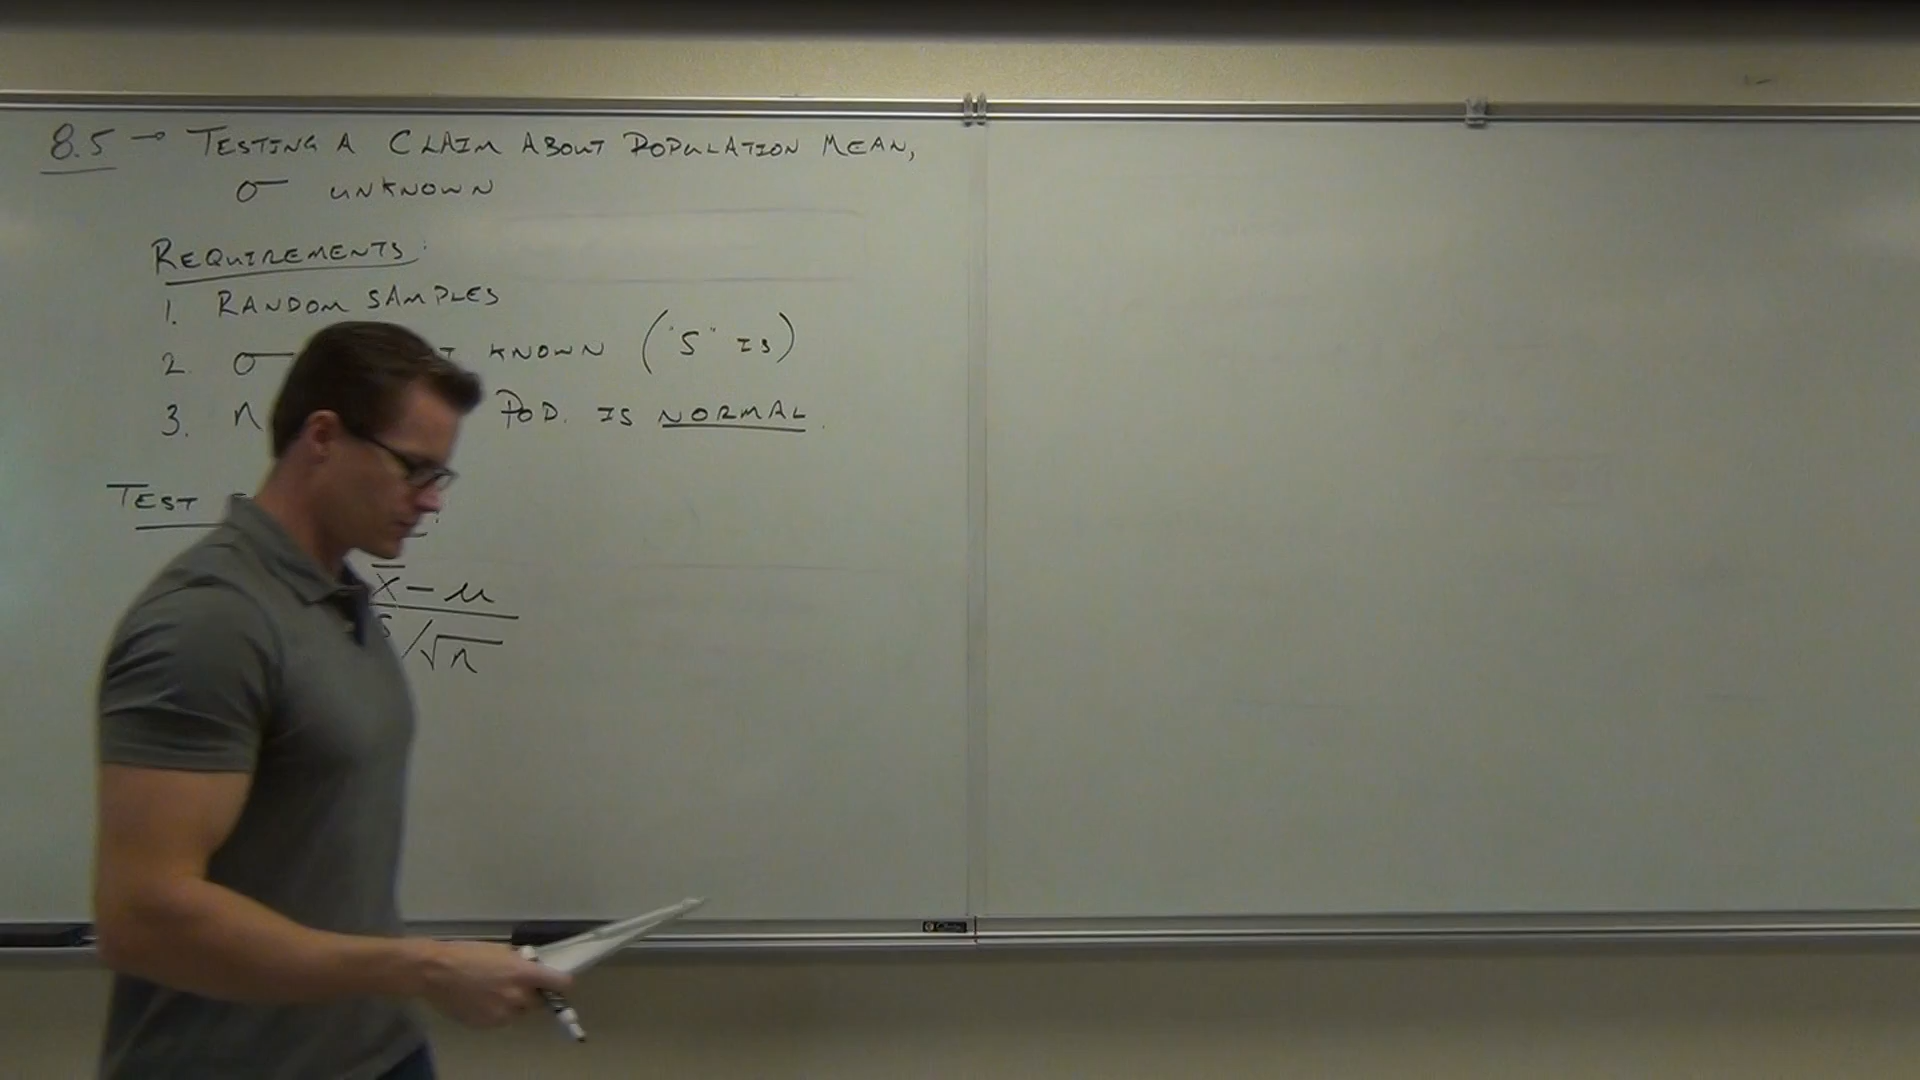 8.5 → TESTING A CLAIM ABOUT POPULATION MEAN,
σ UNKNOWN
REQUIREMENTS:
1. RANDOM SAMPLES
2. σ KNOWN ("S" IS)
3. n POP. IS NORMAL.
TEST
x̄ - μ
s/√n